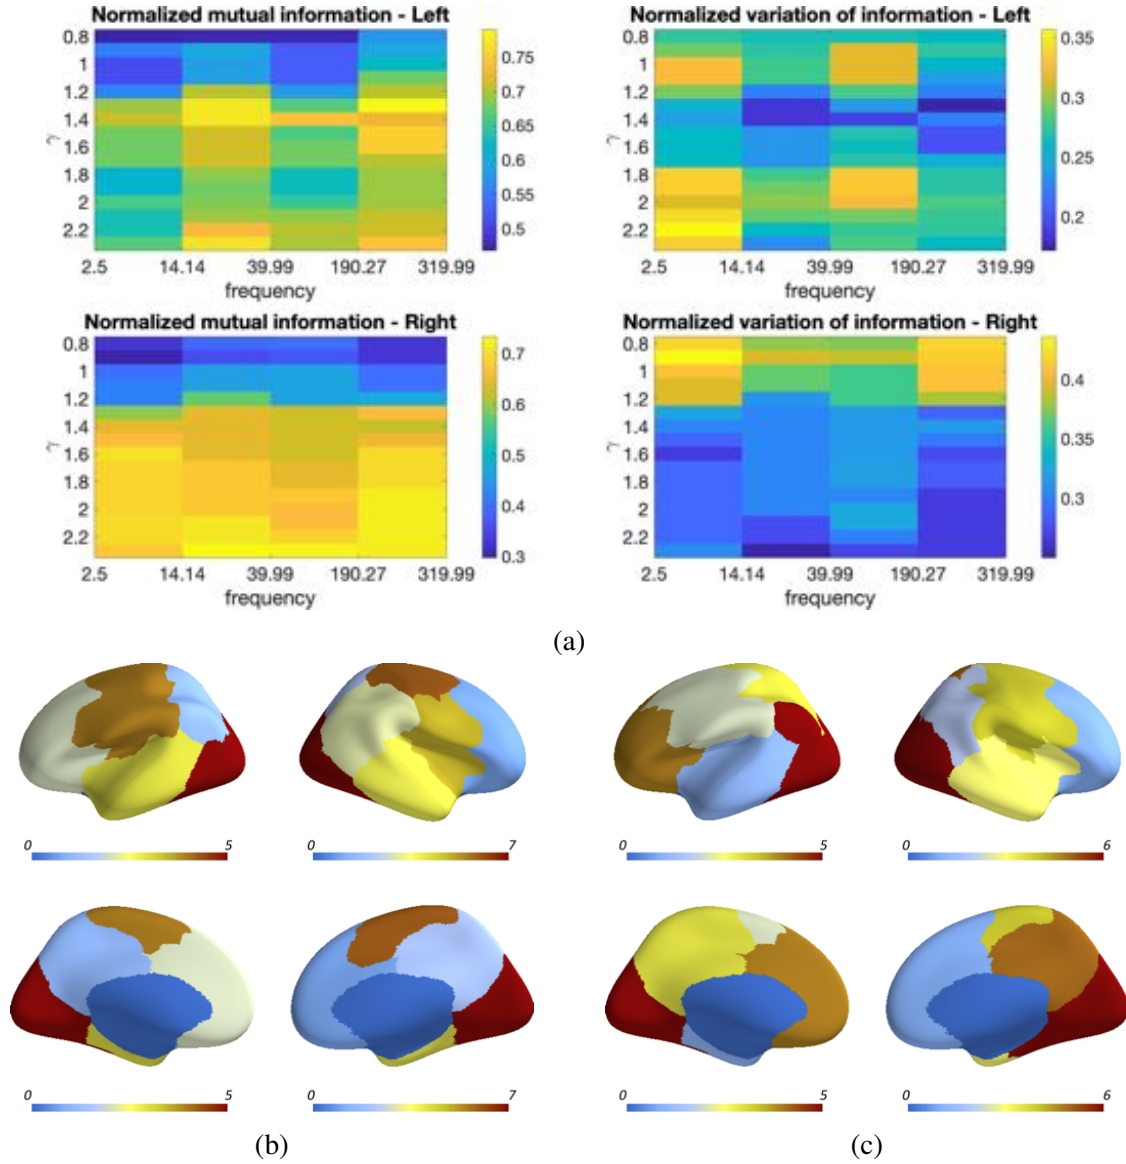 Normalized mutual information - Left
0.8
1
1.2
1.4
1.6
1.8
2
2.2
γ
2.5 14.14 39.99 190.27 319.99
frequency
0.75
0.7
0.65
0.6
0.55
0.5
Normalized variation of information - Left
0.8
1
1.2
1.4
1.6
1.8
2
2.2
γ
2.5 14.14 39.99 190.27 319.99
frequency
0.35
0.3
0.25
0.2
Normalized mutual information - Right
0.8
1
1.2
1.4
1.6
1.8
2
2.2
γ
2.5 14.14 39.99 190.27 319.99
frequency
0.7
0.6
0.5
0.4
0.3
Normalized variation of information - Right
0.8
1
1.2
1.4
1.6
1.8
2
2.2
γ
2.5 14.14 39.99 190.27 319.99
frequency
0.4
0.35
0.3
(a)
0 5 0 7 0 5 0 6
0 5 0 7 0 5 0 6
(b) (c)